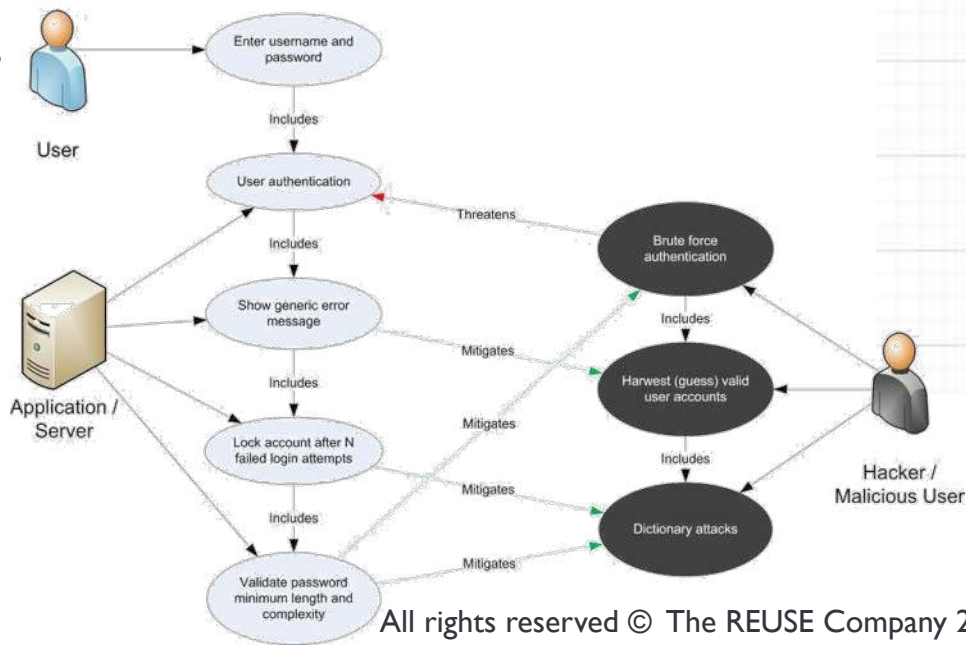 Enter username and
password
User
Includes
User authentication
Threatens
Brute force
authentication
Includes
Show generic error
message
Includes
Mitigates
Harwest (guess) valid
user accounts
Application /
Server
Includes
Mitigates
Lock account after N
failed login attempts
Includes
Hacker /
Malicious User
Mitigates
Dictionary attacks
Includes
Mitigates
Validate password
minimum length and
complexity
All rights reserved © The REUSE Company 2